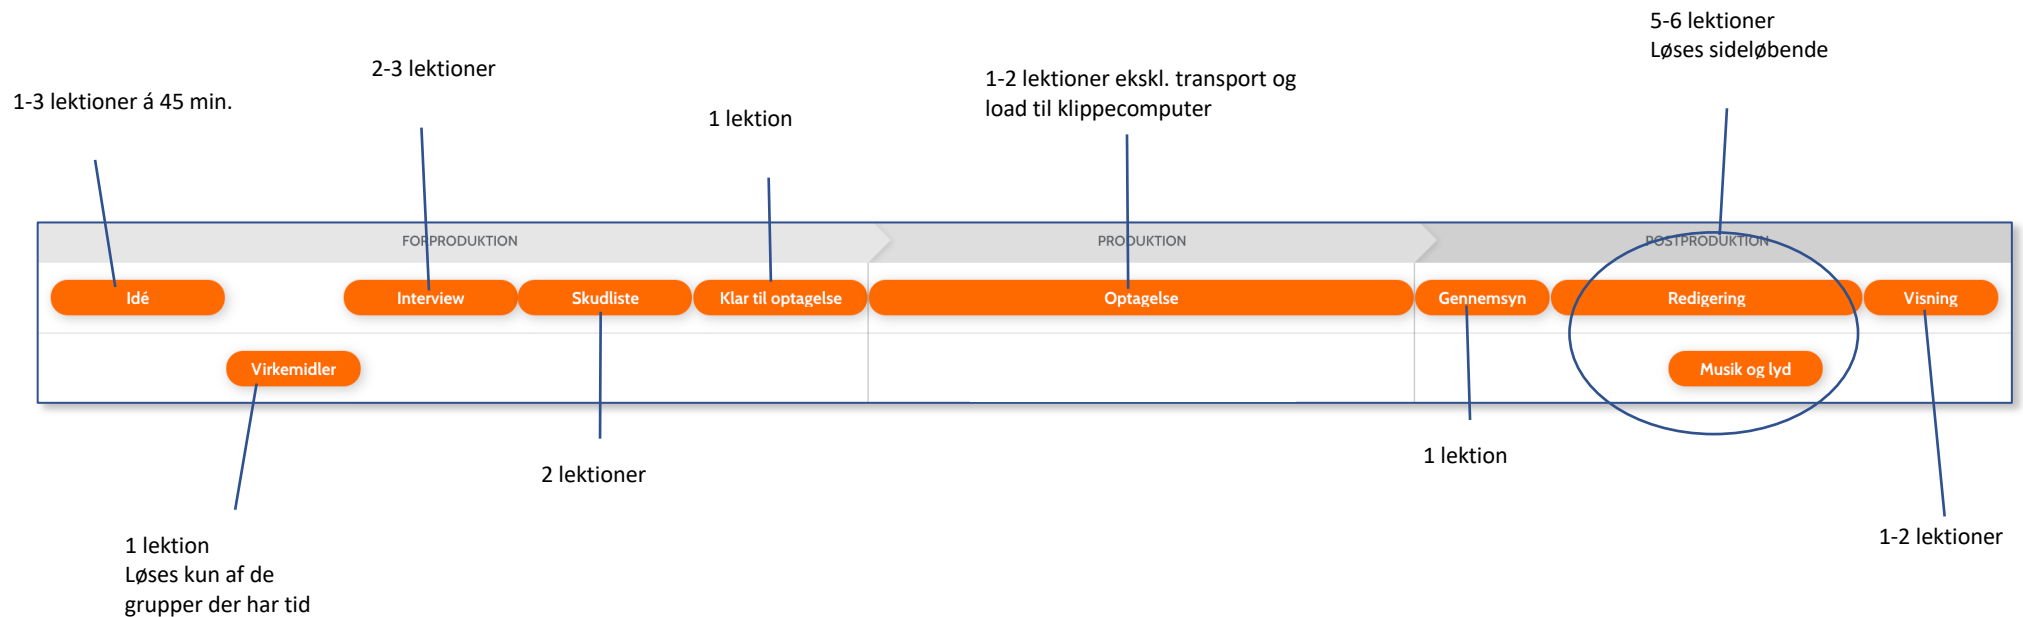 5-6 lektioner
Løses sideløbende
2-3 lektioner
1-2 lektioner ekskl. transport og
load til klippecomputer
1-3 lektioner á 45 min.
1 lektion
FORPRODUKTION
PRODUKTION
POSTPRODUKTION
Idé
Interview
Skudliste
Klar til optagelse
Optagelse
Gennemsyn
Redigering
Visning
Virkemidler
Musik og lyd
1 lektion
2 lektioner
1-2 lektioner
1 lektion
Løses kun af de
grupper der har tid